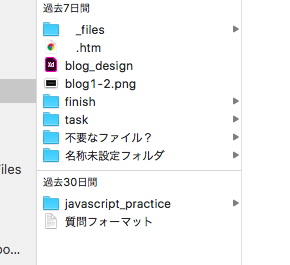 過去7日間
_files
.htm
blog_design
blog1-2.png
finish
task
不要なファイル？
名称未設定フォルダ
過去30日間
javascript_practice
質問フォーマット
iles
oo...